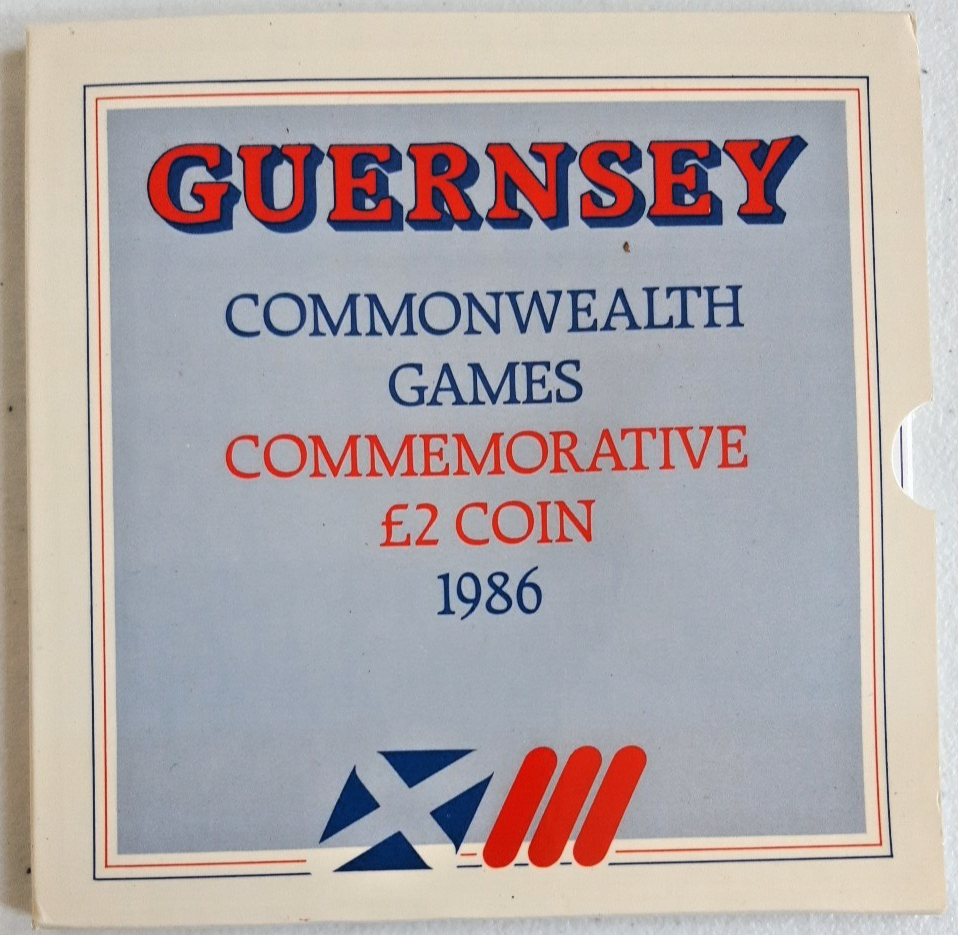 GUERNSEY
COMMONWEALTH
GAMES
COMMEMORATIVE
£2 COIN
1986